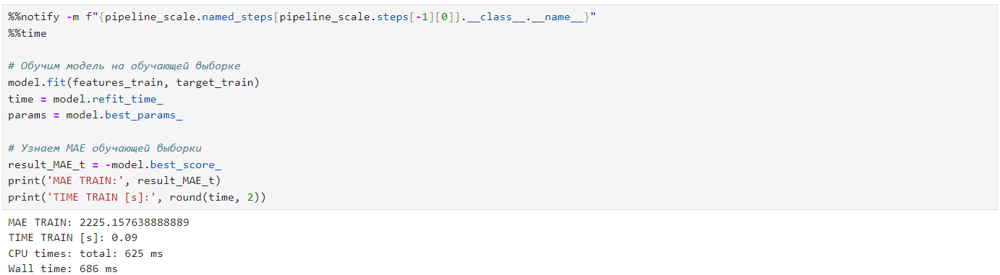 %%notify -m f"{pipeline_scale.named_steps[pipeline_scale.steps[-1][0]].__class__.__name__}"
%%time
# Обучим модель на обучающей выборке
model.fit(features_train, target_train)
time = model.refit_time_
params = model.best_params_
# Узнаем MAE обучающей выборки
result_MAE_t = -model.best_score_
print('MAE TRAIN:', result_MAE_t)
print('TIME TRAIN [s]:', round(time, 2))
MAE TRAIN: 2225.157638888889
TIME TRAIN [s]: 0.09
CPU times: total: 625 ms
Wall time: 686 ms